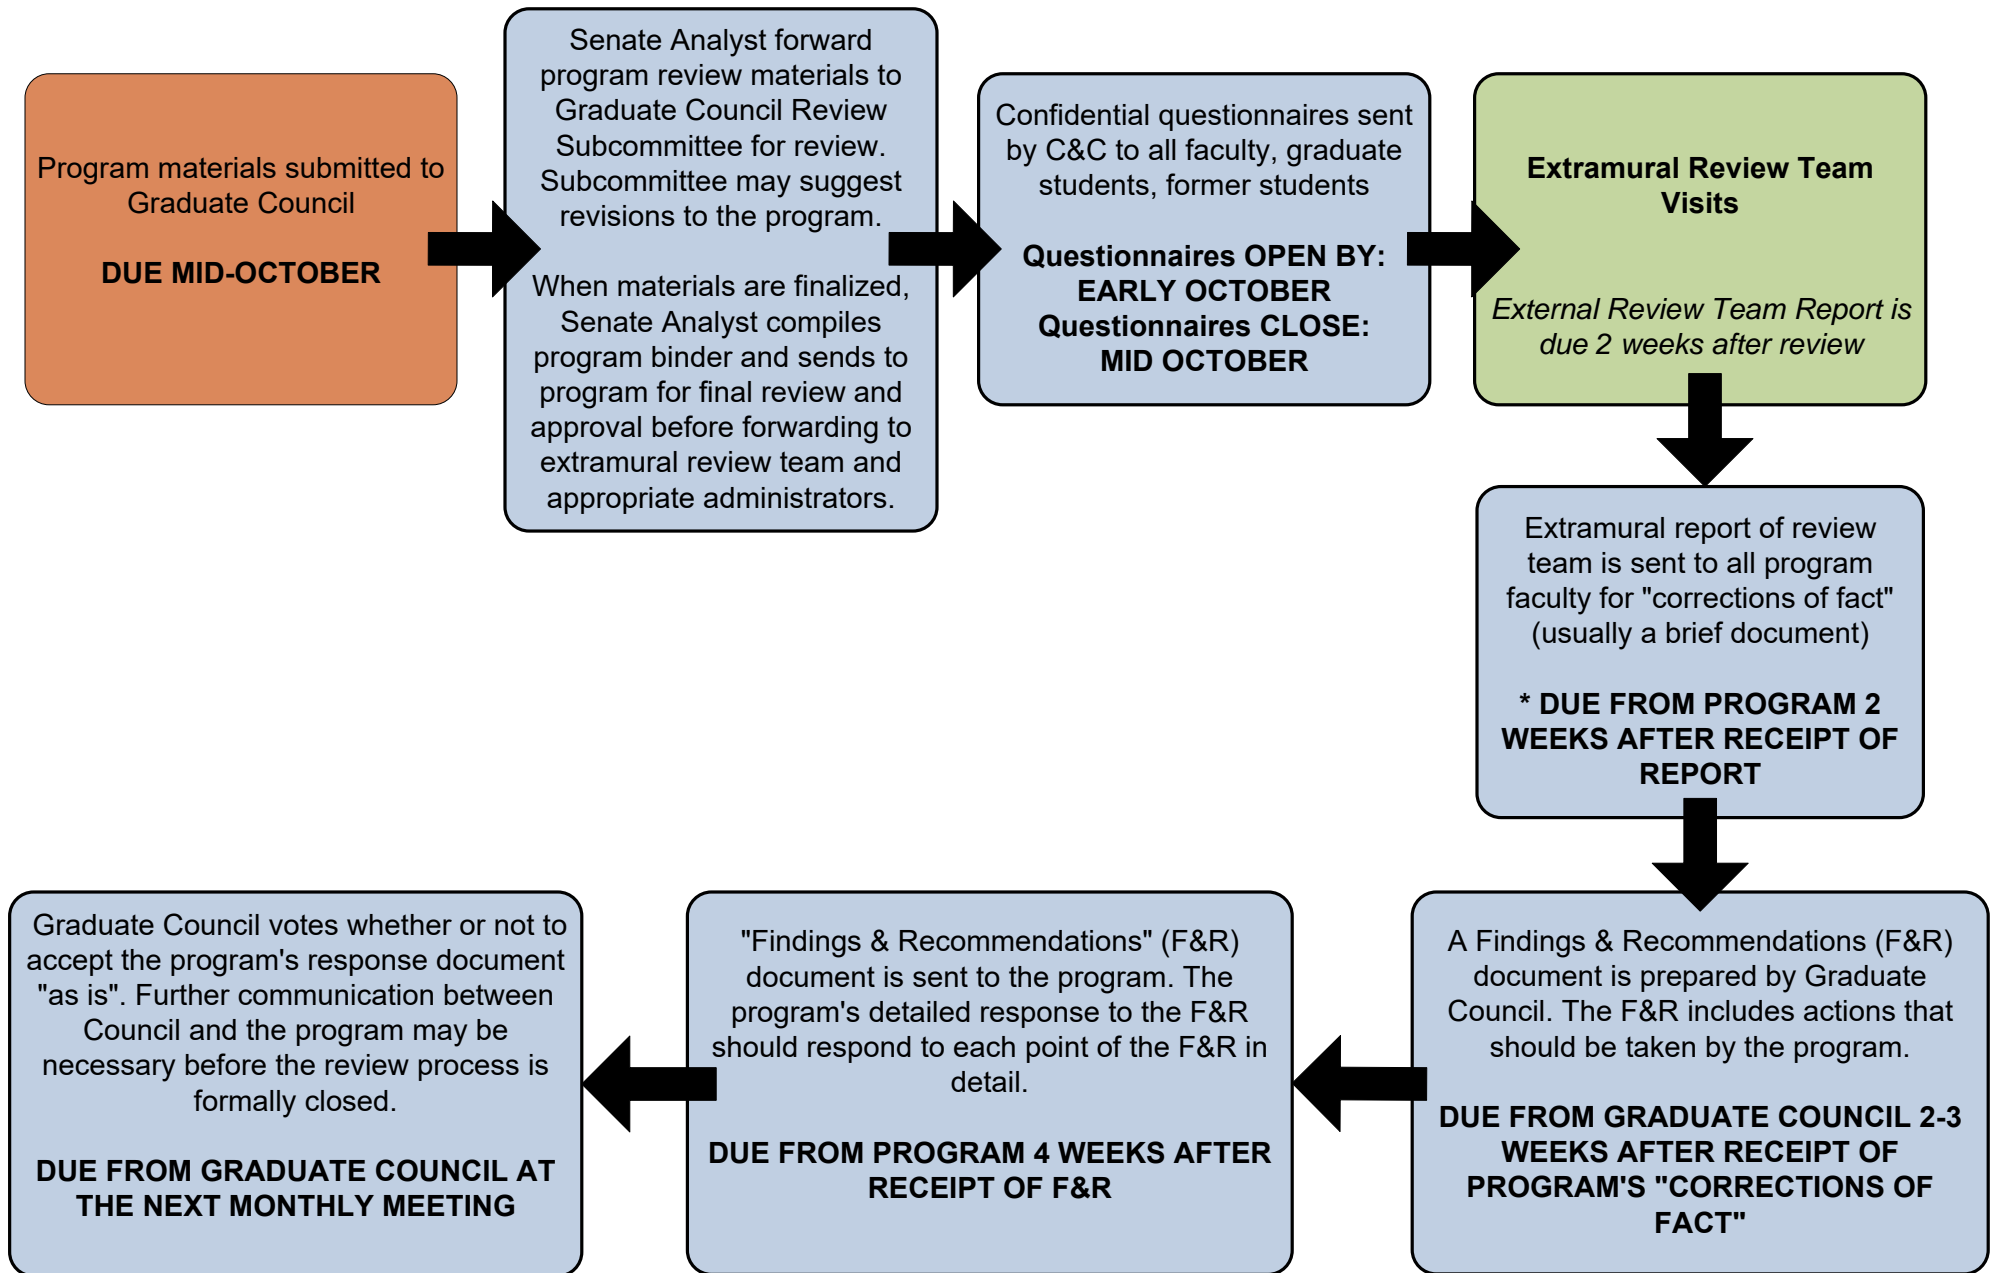 Program materials submitted to
Graduate Council
DUE MID-OCTOBER
Senate Analyst forward
program review materials to
Graduate Council Review
Subcommittee for review.
Subcommittee may suggest
revisions to the program.
When materials are finalized,
Senate Analyst compiles
program binder and sends to
program for final review and
approval before forwarding to
extramural review team and
appropriate administrators.
Confidential questionnaires sent
by C&C to all faculty, graduate
students, former students
Questionnaires OPEN BY:
EARLY OCTOBER
Questionnaires CLOSE:
MID OCTOBER
Extramural Review Team
Visits
External Review Team Report is
due 2 weeks after review
Extramural report of review
team is sent to all program
faculty for "corrections of fact"
(usually a brief document)
* DUE FROM PROGRAM 2
WEEKS AFTER RECEIPT OF
REPORT
A Findings & Recommendations (F&R)
document is prepared by Graduate
Council. The F&R includes actions that
should be taken by the program.
DUE FROM GRADUATE COUNCIL 2-3
WEEKS AFTER RECEIPT OF
PROGRAM'S "CORRECTIONS OF
FACT"
"Findings & Recommendations" (F&R)
document is sent to the program. The
program's detailed response to the F&R
should respond to each point of the F&R in
detail.
DUE FROM PROGRAM 4 WEEKS AFTER
RECEIPT OF F&R
Graduate Council votes whether or not to
accept the program's response document
"as is". Further communication between
Council and the program may be
necessary before the review process is
formally closed.
DUE FROM GRADUATE COUNCIL AT
THE NEXT MONTHLY MEETING